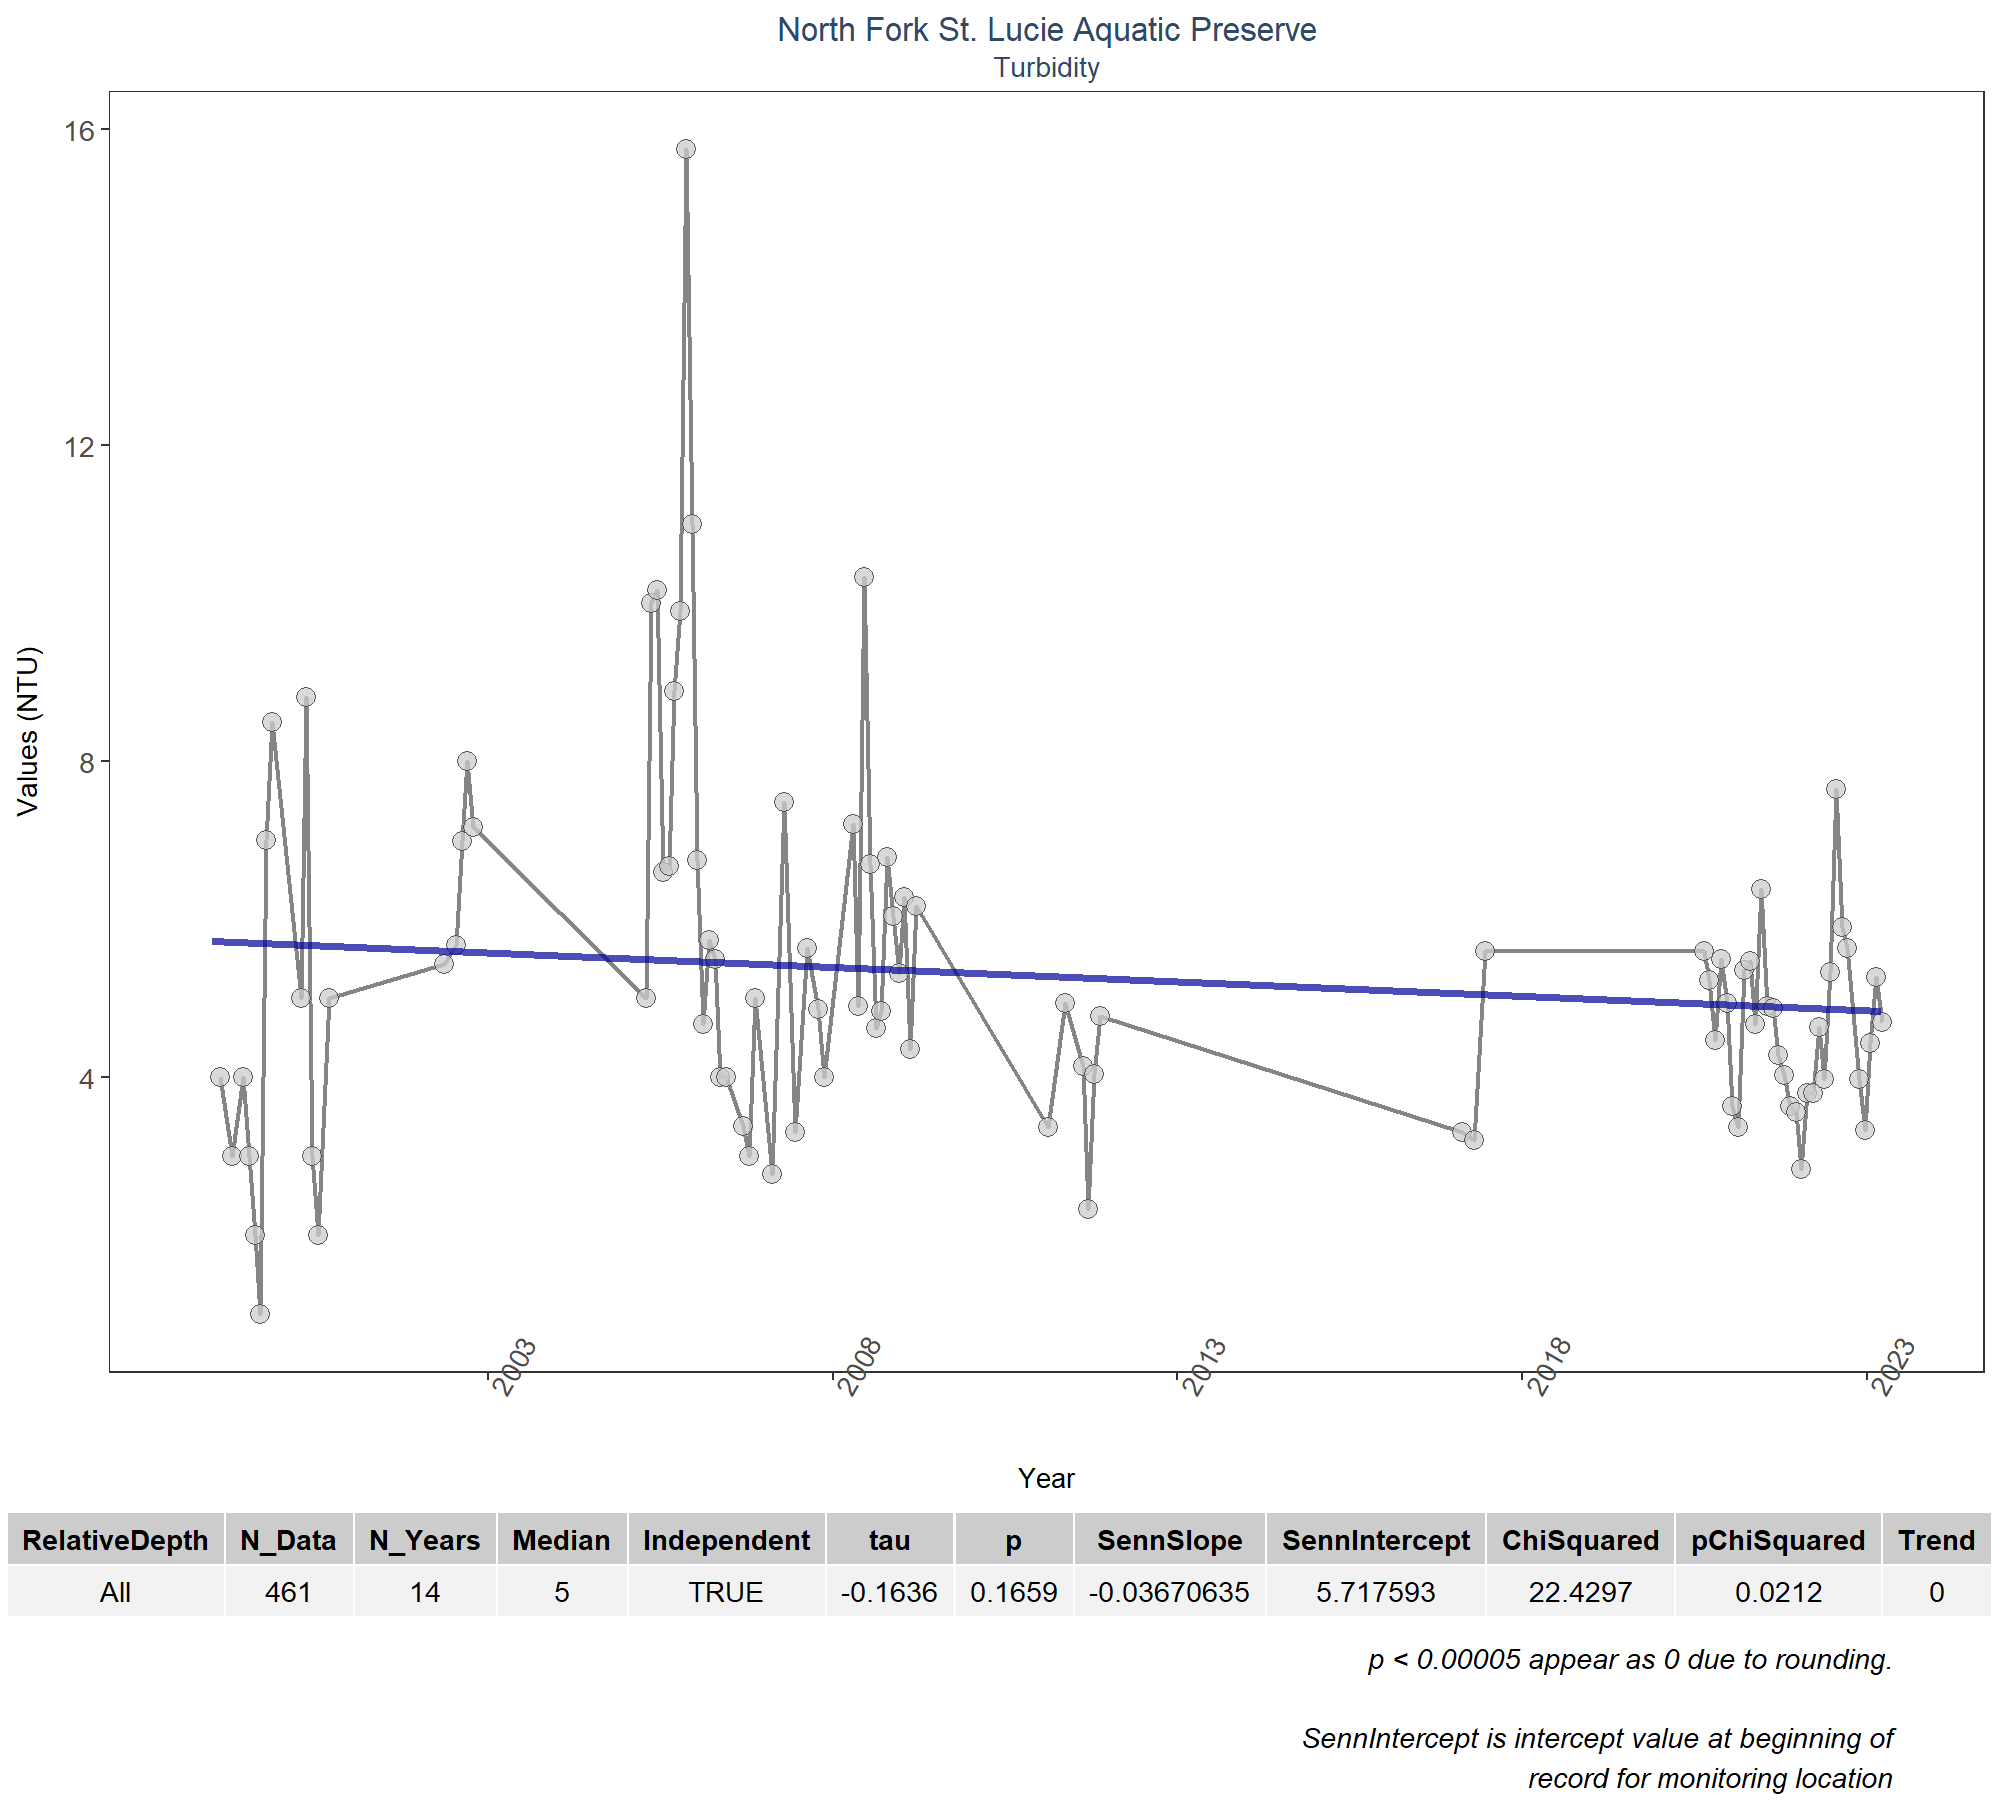 North Fork St. Lucie Aquatic Preserve
Turbidity
16
12
8
4
Values (NTU)
2003
2008
2013
2018
2023
Year
RelativeDepth N_Data N_Years Median Independent tau p SennSlope SennIntercept ChiSquared pChiSquared Trend
All 461 14 5 TRUE -0.1636 0.1659 -0.03670635 5.717593 22.4297 0.0212 0
p < 0.00005 appear as 0 due to rounding.
SennIntercept is intercept value at beginning of
record for monitoring location